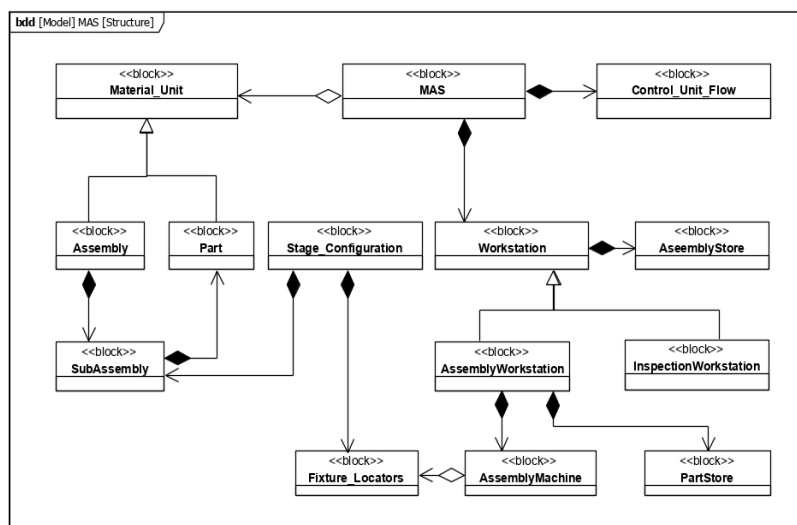 bdd [Model] MAS [Structure]
<<block>>
Material_Unit
<<block>>
MAS
<<block>>
Control_Unit_Flow
<<block>>
Assembly
<<block>>
Part
<<block>>
Stage_Configuration
<<block>>
Workstation
<<block>>
AseemblyStore
<<block>>
SubAssembly
<<block>>
AssemblyWorkstation
<<block>>
InspectionWorkstation
<<block>>
Fixture_Locators
<<block>>
AssemblyMachine
<<block>>
PartStore